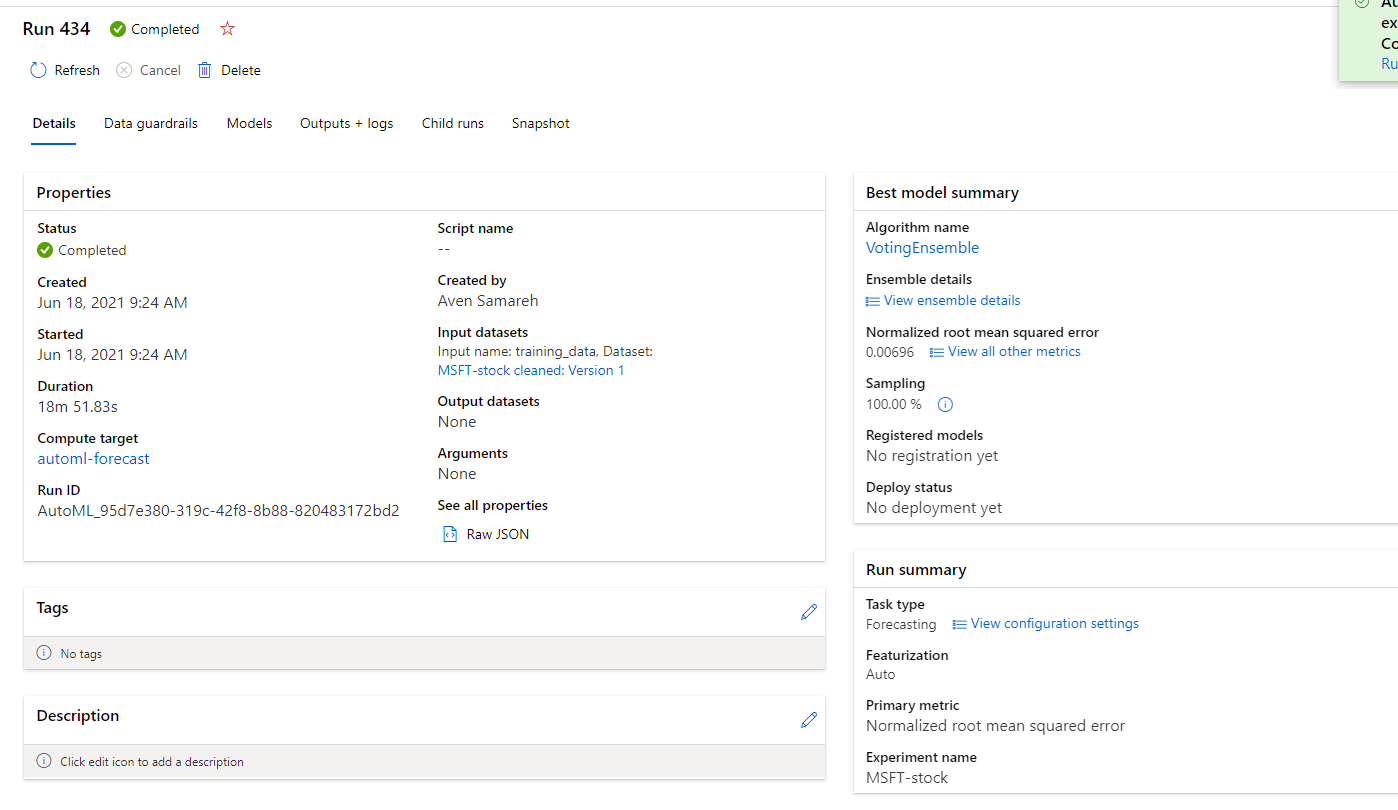 Run 434
Completed
Refresh
Cancel
Delete
Details
Data guardrails
Models
Outputs + logs
Child runs
Snapshot
Properties
Status
Completed
Created
Jun 18, 2021 9:24 AM
Started
Jun 18, 2021 9:24 AM
Duration
18m 51.83s
Compute target
automl-forecast
Run ID
AutoML_95d7e380-319c-42f8-8b88-820483172bd2
Script name
--
Created by
Aven Samareh
Input datasets
Input name: training_data, Dataset:
MSFT-stock cleaned: Version 1
Output datasets
None
Arguments
None
See all properties
Raw JSON
Tags
No tags
Description
Click edit icon to add a description
Best model summary
Algorithm name
VotingEnsemble
Ensemble details
View ensemble details
Normalized root mean squared error
0.00696 View all other metrics
Sampling
100.00 %
Registered models
No registration yet
Deploy status
No deployment yet
Run summary
Task type
Forecasting View configuration settings
Featurization
Auto
Primary metric
Normalized root mean squared error
Experiment name
MSFT-stock